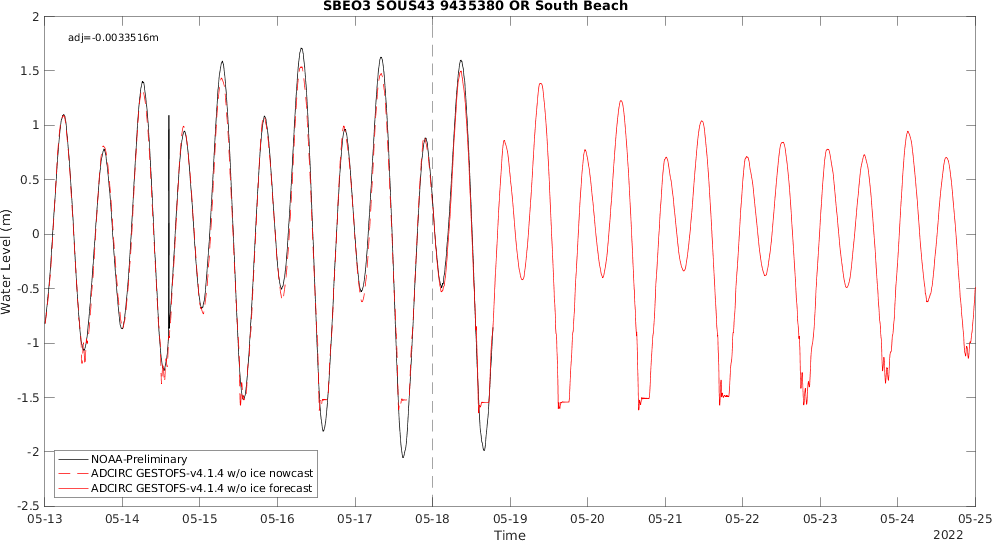 SBEO3 SOUS43 9435380 OR South Beach
adj=-0.0033516m
2
1.5
1
0.5
0
-0.5
-1
-1.5
-2
-2.5
Water Level (m)
NOAA-Preliminary
ADCIRC GESTOFS-v4.1.4 w/o ice nowcast
ADCIRC GESTOFS-v4.1.4 w/o ice forecast
05-13 05-14 05-15 05-16 05-17 05-18 05-19 05-20 05-21 05-22 05-23 05-24 05-25
Time
2022